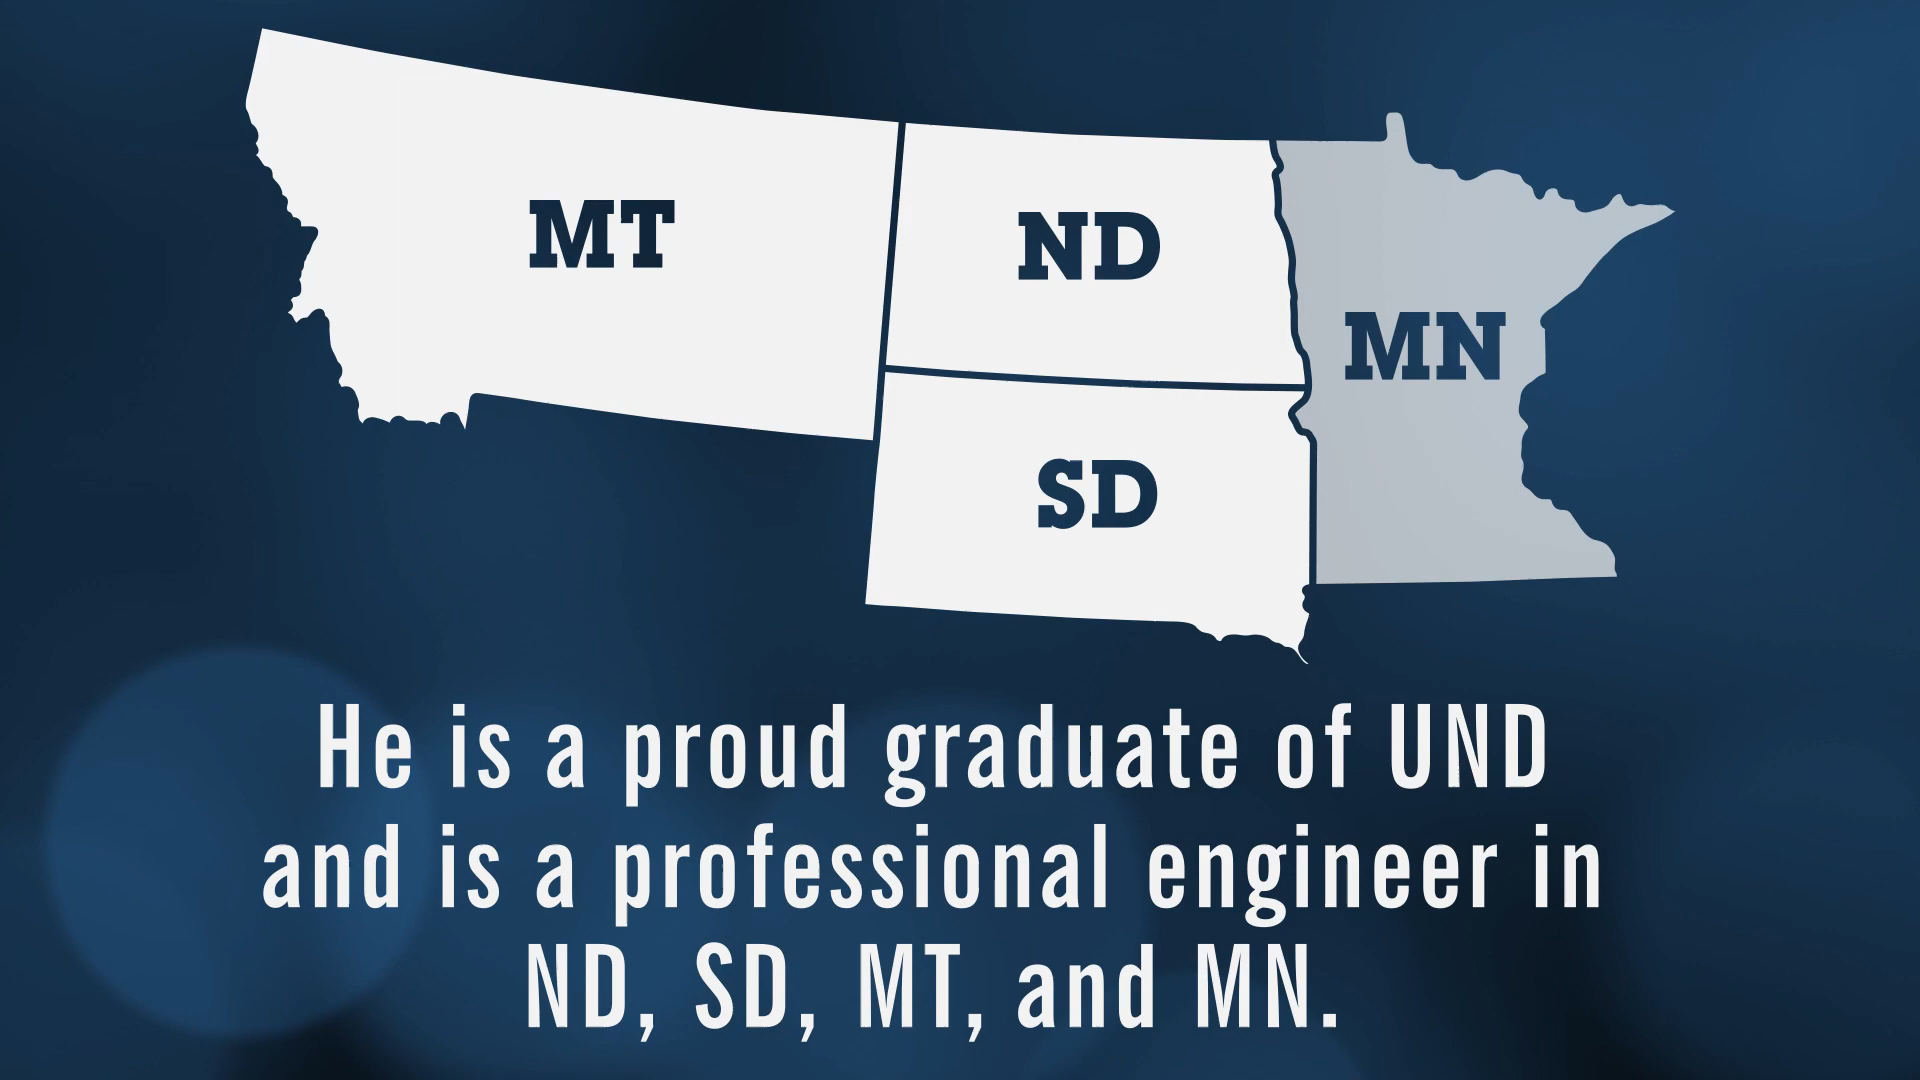 MT
ND
MN
SD
He is a proud graduate of UND
and is a professional engineer in
ND, SD, MT, and MN.